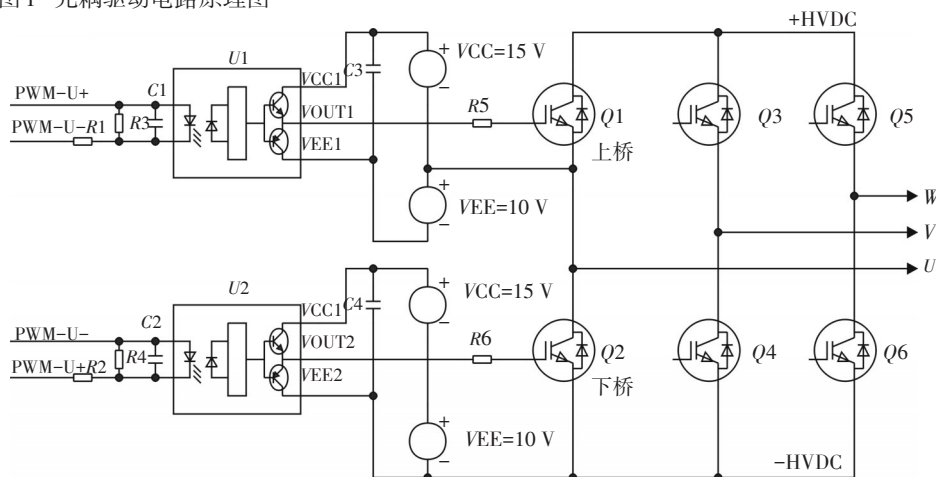 图1 光耦驱动电路原理图
+HVDC
U1
VCC=15 V
C3
VCC1
PWM-U+
C1
R3
VOUT1
R5
Q1
Q3
Q5
PWM-U-R1
VEE1
上桥
VEE=10 V
W
V
U
U2
VCC=15 V
VCC1
C4
PWM-U-
C2
R4
VOUT2
R6
Q2
Q4
Q6
PWM-U+R2
VEE2
下桥
VEE=10 V
-HVDC